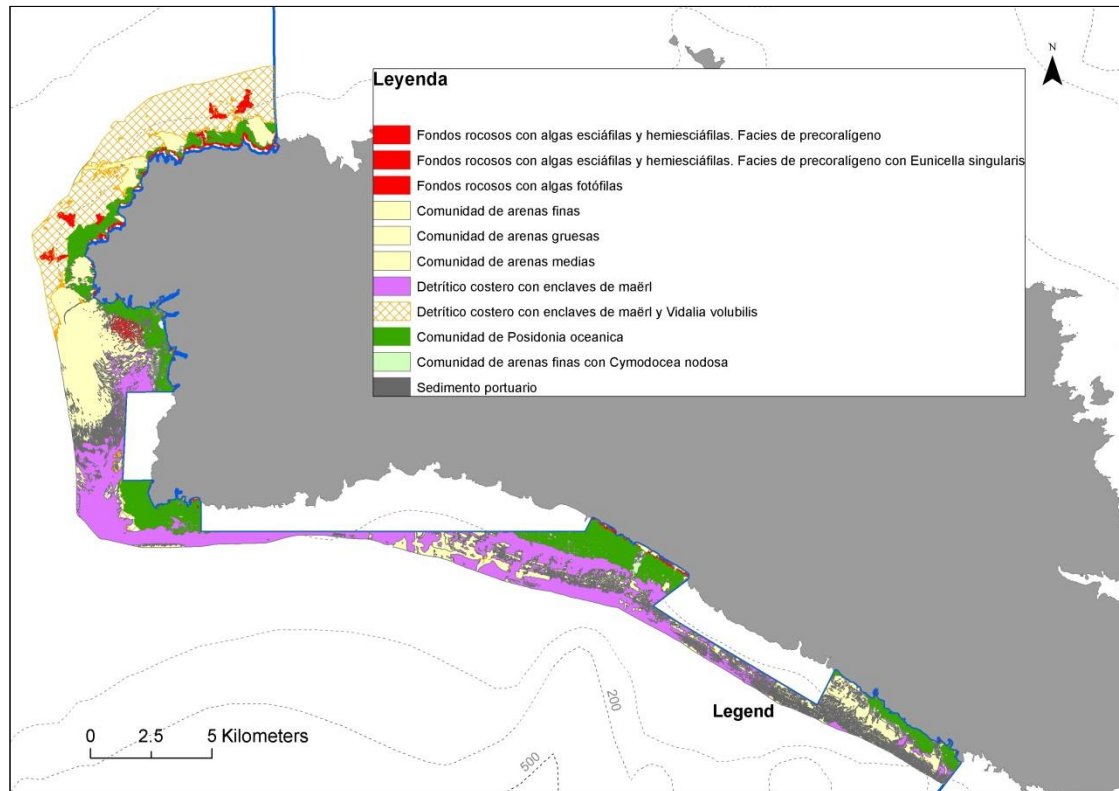 N
Leyenda
Fondos rocosos con algas esciáfilas y hemiesciáfilas. Facies de precoralígeno
Fondos rocosos con algas esciáfilas y hemiesciáfilas. Facies de precoralígeno con Eunicella singularis
Fondos rocosos con algas fotófilas
Comunidad de arenas finas
Comunidad de arenas gruesas
Comunidad de arenas medias
Detrítico costero con enclaves de maërl
Detrítico costero con enclaves de maërl y Vidalia volubilis
Comunidad de Posidonia oceanica
Comunidad de arenas finas con Cymodocea nodosa
Sedimento portuario
200
Legend
0 2.5 5 Kilometers
500